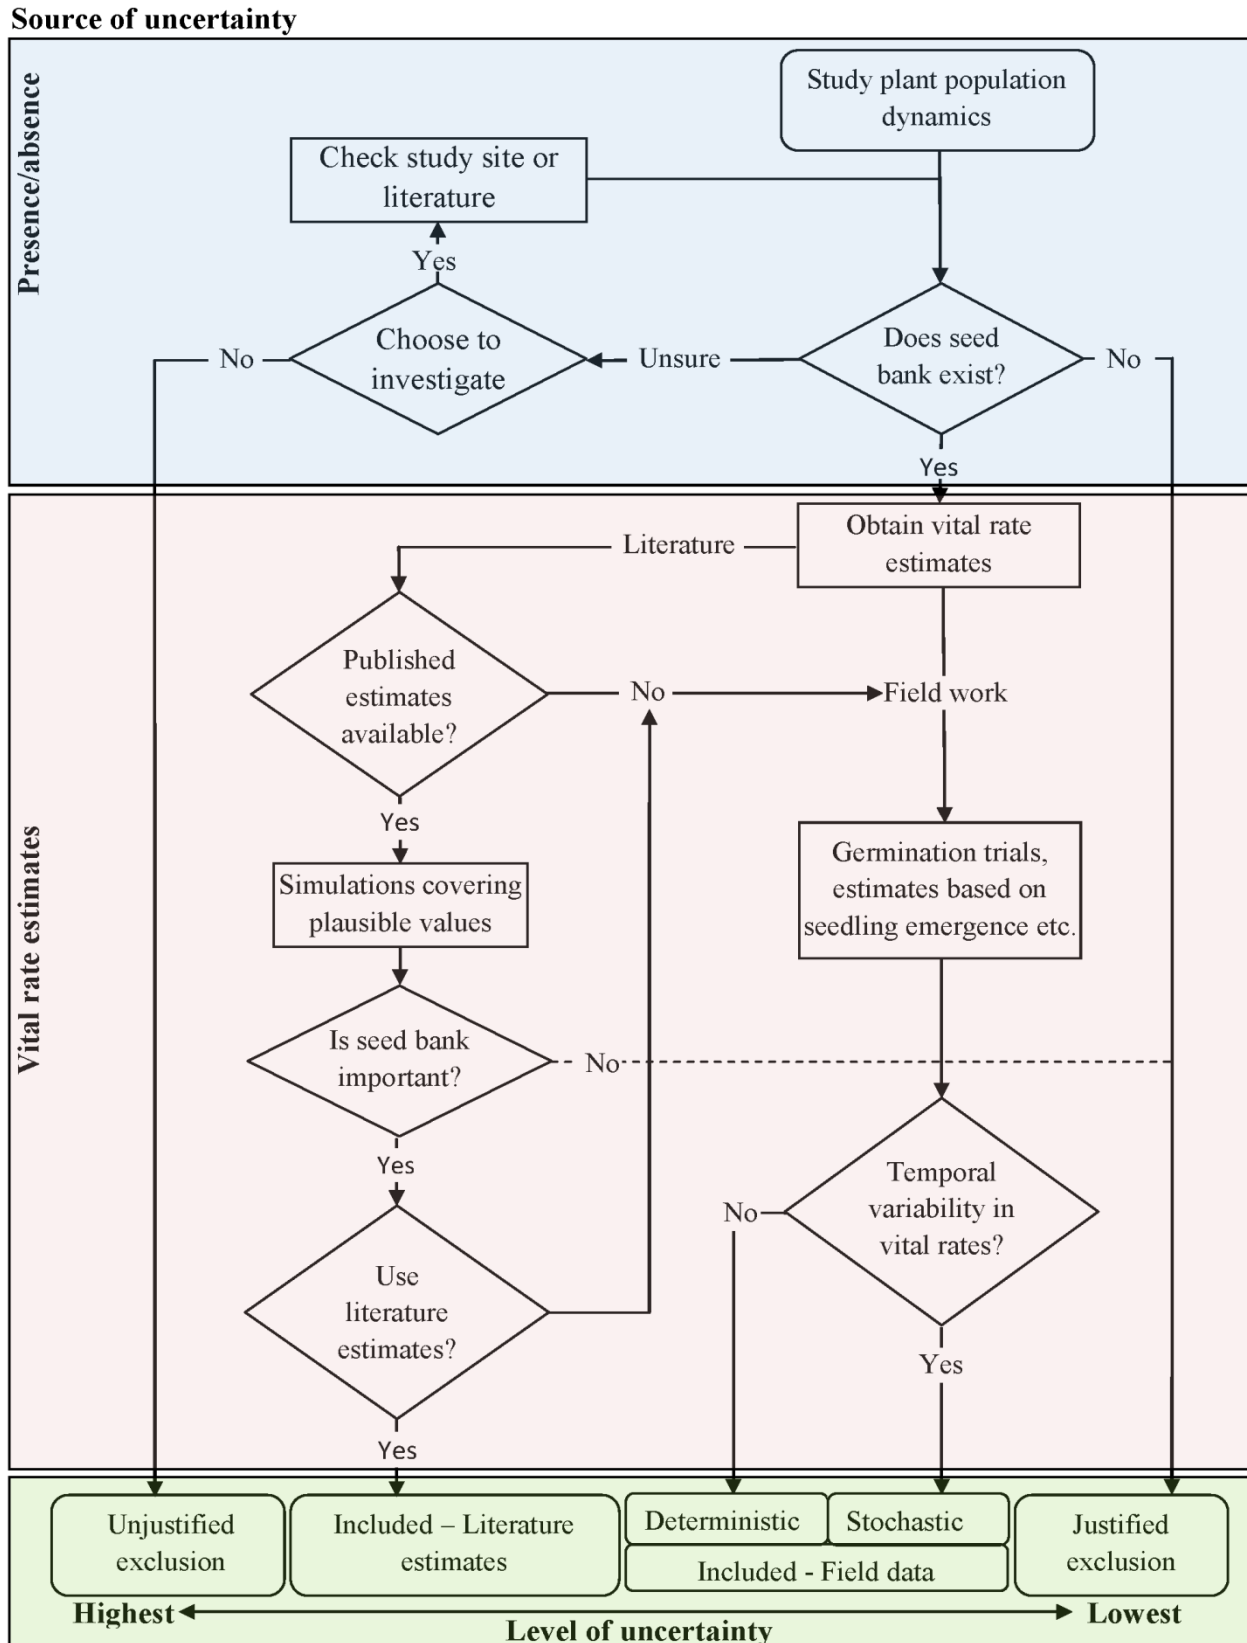 Source of uncertainty
Presence/absence
Study plant population
dynamics
Check study site or
literature
Yes
Choose to
investigate
No
Unsure
Does seed
bank exist?
No
Yes
Vital rate estimates
Obtain vital rate
estimates
Literature
Published
estimates
available?
No
Field work
Yes
Simulations covering
plausible values
Germination trials,
estimates based on
seedling emergence etc.
Is seed bank
important?
No
Yes
Temporal
variability in
vital rates?
No
Use
literature
estimates?
Yes
Yes
Unjustified
exclusion
Included – Literature
estimates
Deterministic
Stochastic
Included - Field data
Justified
exclusion
Highest
Lowest
Level of uncertainty